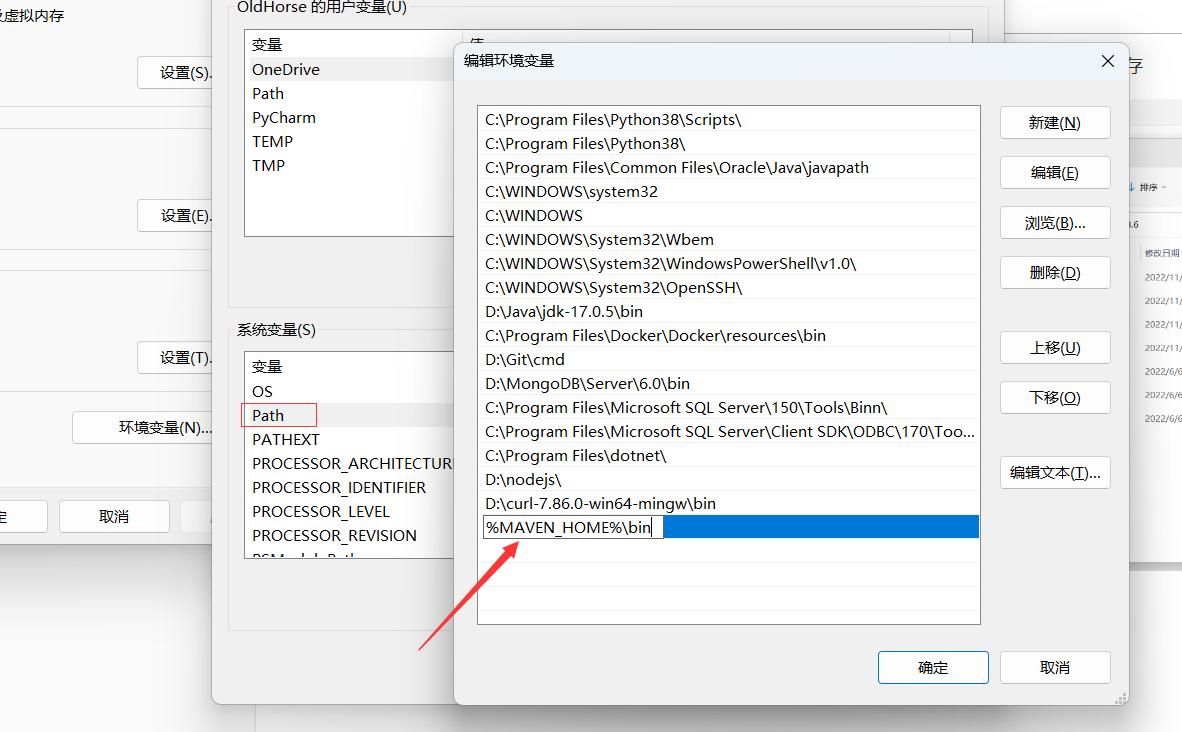 及虚拟内存
设置(S)...
设置(E)...
设置(T)...
环境变量(N)...
定
取消
OldHorse 的用户变量(U)
变量
值
OneDrive
Path
PyCharm
TEMP
TMP
系统变量(S)
变量
OS
Path
PATHEXT
PROCESSOR_ARCHITECTURE
PROCESSOR_IDENTIFIER
PROCESSOR_LEVEL
PROCESSOR_REVISION
PSModulePath
编辑环境变量
C:\Program Files\Python38\Scripts\
C:\Program Files\Python38\
C:\Program Files\Common Files\Oracle\Java\javapath
C:\WINDOWS\system32
C:\WINDOWS
C:\WINDOWS\System32\Wbem
C:\WINDOWS\System32\WindowsPowerShell\v1.0\
C:\WINDOWS\System32\OpenSSH\
D:\Java\jdk-17.0.5\bin
C:\Program Files\Docker\Docker\resources\bin
D:\Git\cmd
D:\MongoDB\Server\6.0\bin
C:\Program Files\Microsoft SQL Server\150\Tools\Binn\
C:\Program Files\Microsoft SQL Server\Client SDK\ODBC\170\Too...
C:\Program Files\dotnet\
D:\nodejs\
D:\curl-7.86.0-win64-mingw\bin
%MAVEN_HOME%\bin
新建(N)
编辑(E)
浏览(B)...
删除(D)
上移(U)
下移(O)
编辑文本(T)...
确定
取消
存
排序
3.6
修改日期
2022/11/
2022/11/
2022/11/
2022/11/
2022/6/6
2022/6/6
2022/6/6